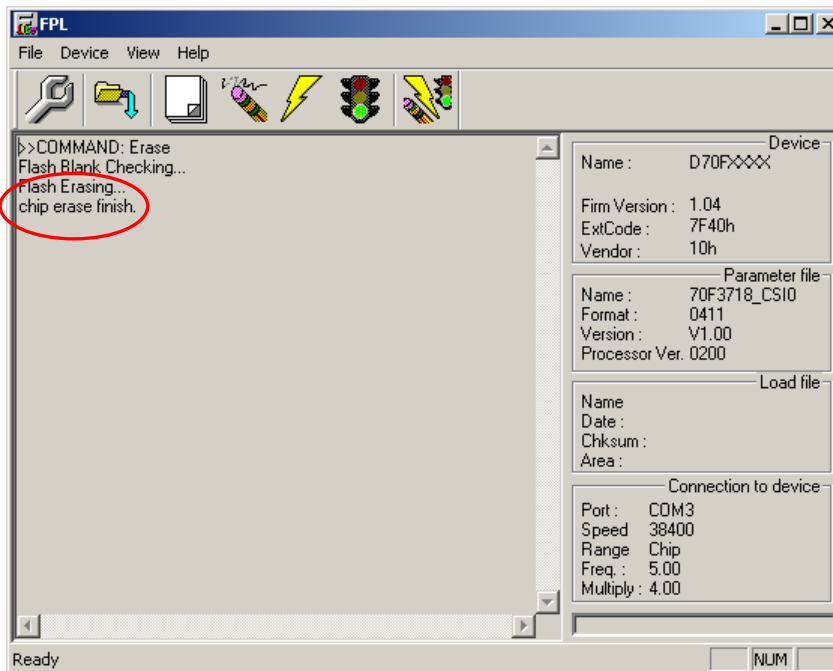 FPL
File Device View Help
>>COMMAND: Erase
Flash Blank Checking...
Flash Erasing...
chip erase finish.
Device
Name : D70FXXXX
Firm Version : 1.04
ExtCode : 7F40h
Vendor : 10h
Parameter file
Name : 70F3718_CSI0
Format : 0411
Version : V1.00
Processor Ver. 0200
Load file
Name
Date :
Chksum :
Area :
Connection to device
Port : COM3
Speed 38400
Range Chip
Freq. : 5.00
Multiply : 4.00
Ready NUM